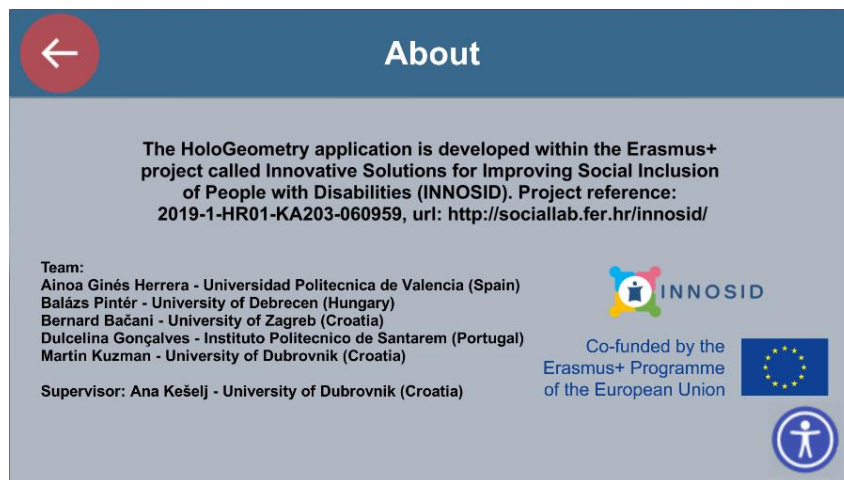 About
The HoloGeometry application is developed within the Erasmus+
project called Innovative Solutions for Improving Social Inclusion
of People with Disabilities (INNOSID). Project reference:
2019-1-HR01-KA203-060959, url: http://sociallab.fer.hr/innosid/
Team:
Ainoa Ginés Herrera - Universidad Politecnica de Valencia (Spain)
Balázs Pintér - University of Debrecen (Hungary)
Bernard Bačani - University of Zagreb (Croatia)
Dulcelina Gonçalves - Instituto Politecnico de Santarem (Portugal)
Martin Kuzman - University of Dubrovnik (Croatia)
Supervisor: Ana Kešelj - University of Dubrovnik (Croatia)
INNOSID
Co-funded by the
Erasmus+ Programme
of the European Union